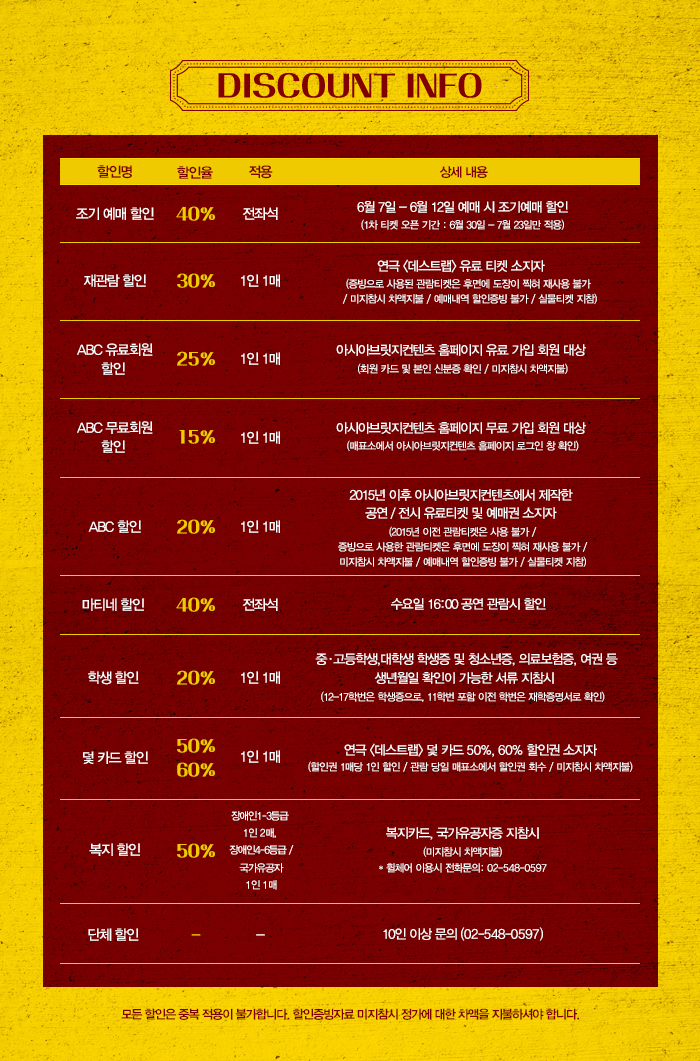 DISCOUNT INFO
할인명 할인율 적용 상세 내용
조기 예매 할인 40% 전좌석
6월 7일 – 6월 12일 예매 시 조기예매 할인
(1차 티켓 오픈 기간 : 6월 30일 – 7월 23일만 적용)
재관람 할인 30% 1인 1매
연극 <데스트랩> 유료 티켓 소지자
(증빙으로 사용된 관람티켓은 후면에 도장이 찍혀 재사용 불가
/ 미지참시 차액지불 / 예매내역 할인증빙 불가 / 실물티켓 지참)
ABC 유료회원
할인
25% 1인 1매
아시아브릿지컨텐츠 홈페이지 유료 가입 회원 대상
(회원 카드 및 본인 신분증 확인 / 미지참시 차액지불)
ABC 무료회원
할인
15% 1인 1매
아시아브릿지컨텐츠 홈페이지 무료 가입 회원 대상
(매표소에서 아시아브릿지컨텐츠 홈페이지 로그인 창 확인)
ABC 할인 20% 1인 1매
2015년 이후 아시아브릿지컨텐츠에서 제작한
공연 / 전시 유료티켓 및 예매권 소지자
(2015년 이전 관람티켓은 사용 불가 /
증빙으로 사용한 관람티켓은 후면에 도장이 찍혀 재사용 불가 /
미지참시 차액지불 / 예매내역 할인증빙 불가 / 실물티켓 지참)
마티네 할인 40% 전좌석 수요일 16:00 공연 관람시 할인
학생 할인 20% 1인 1매
중·고등학생,대학생 학생증 및 청소년증, 의료보험증, 여권 등
생년월일 확인이 가능한 서류 지참시
(12–17학번은 학생증으로, 11학번 포함 이전 학번은 재학증명서로 확인)
덫 카드 할인
50%
60%
1인 1매
연극 <데스트랩> 덫 카드 50%, 60% 할인권 소지자
(할인권 1매당 1인 할인 / 관람 당일 매표소에서 할인권 회수 / 미지참시 차액지불)
복지 할인 50%
장애인1-3등급
1인 2매,
장애인4-6등급 /
국가유공자
1인 1매
복지카드, 국가유공자증 지참시
(미지참시 차액지불)
* 휠체어 이용시 전화문의: 02-548-0597
단체 할인 – – 10인 이상 문의 (02-548-0597)
모든 할인은 중복 적용이 불가합니다. 할인증빙자료 미지참시 정가에 대한 차액을 지불하셔야 합니다.